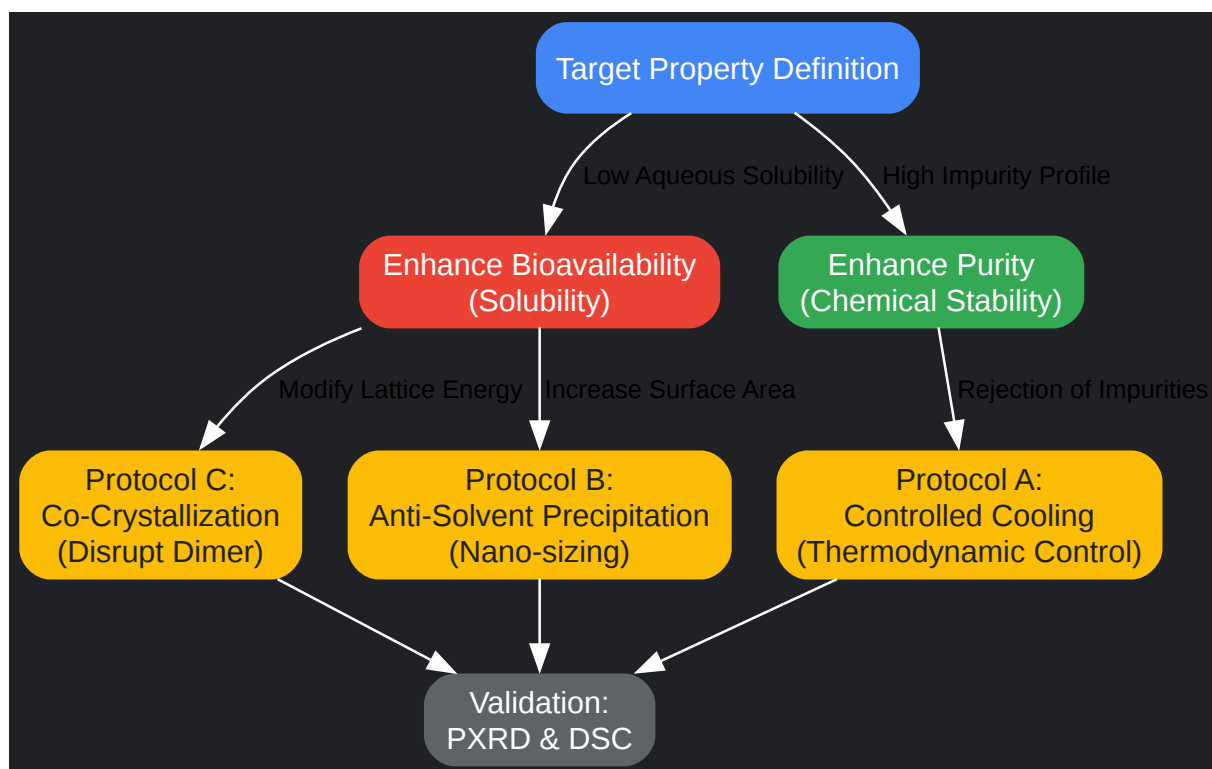 Target Property Definition
Low Aqueous Solubility
High Impurity Profile
Enhance Bioavailability
(Solubility)
Enhance Purity
(Chemical Stability)
Modify Lattice Energy
Increase Surface Area
Rejection of Impurities
Protocol C:
Co-Crystallization
(Disrupt Dimer)
Protocol B:
Anti-Solvent Precipitation
(Nano-sizing)
Protocol A:
Controlled Cooling
(Thermodynamic Control)
Validation:
PXRD & DSC